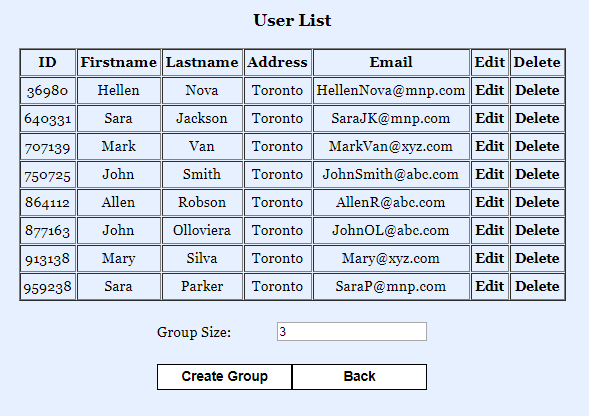 User List
ID Firstname Lastname Address Email Edit Delete
36980 Hellen Nova Toronto HellenNova@mnp.com Edit Delete
640331 Sara Jackson Toronto SaraJK@mnp.com Edit Delete
707139 Mark Van Toronto MarkVan@xyz.com Edit Delete
750725 John Smith Toronto JohnSmith@abc.com Edit Delete
864112 Allen Robson Toronto AllenR@abc.com Edit Delete
877163 John Olloviera Toronto JohnOL@abc.com Edit Delete
913138 Mary Silva Toronto Mary@xyz.com Edit Delete
959238 Sara Parker Toronto SaraP@mnp.com Edit Delete
Group Size: 3
Create Group Back